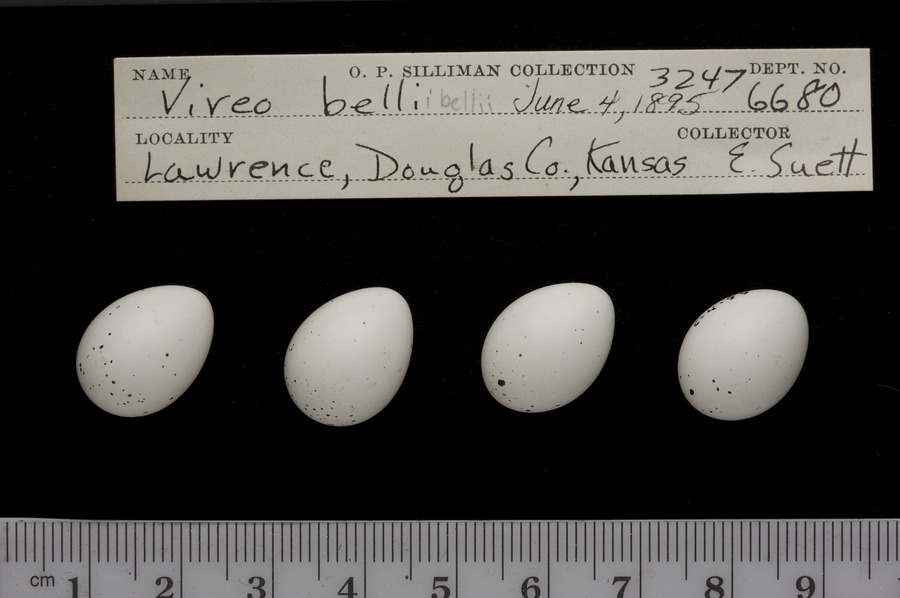 NAME O. P. SILLIMAN COLLECTION 3247 DEPT. NO.
Vireo bellii bellii June 4, 1895 6680
LOCALITY COLLECTOR
Lawrence, Douglas Co., Kansas E. Suett
cm 1 2 3 4 5 6 7 8 9